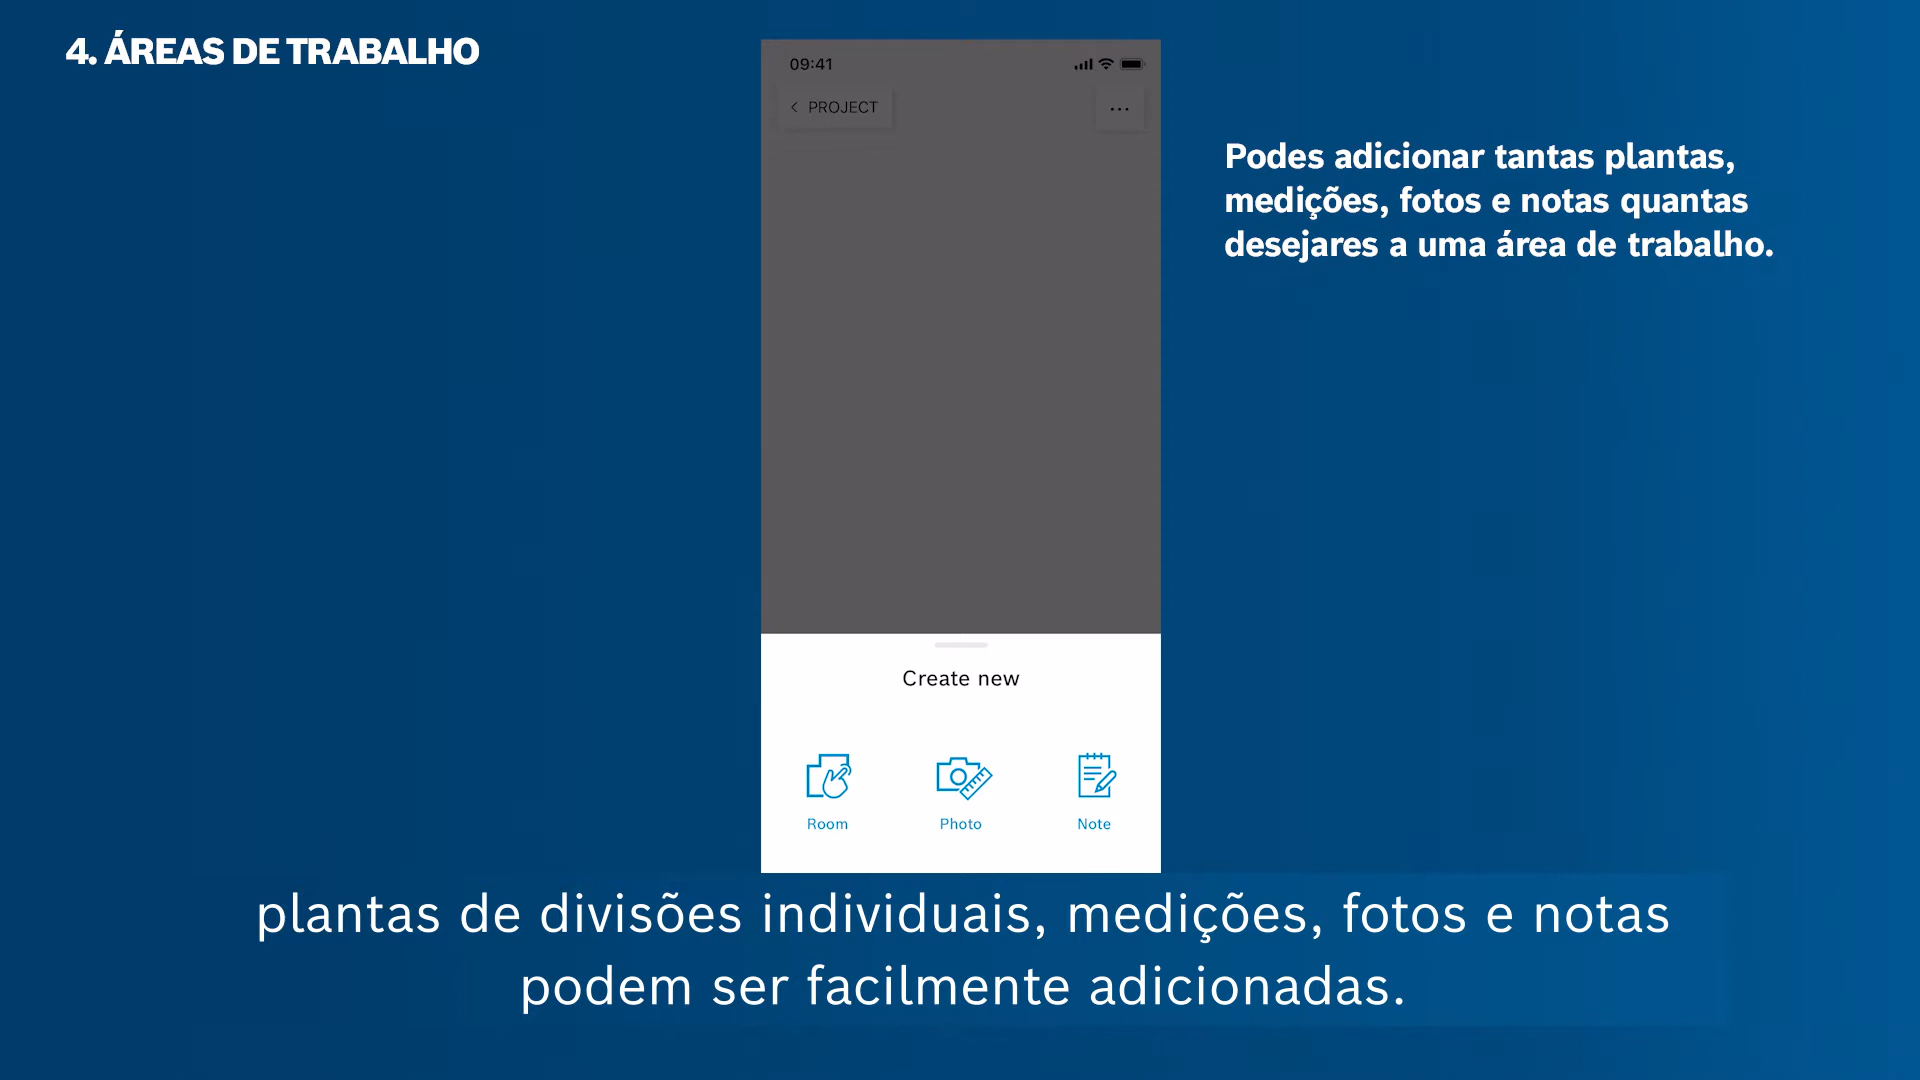 4. ÁREAS DE TRABALHO
09:41
PROJECT
Podes adicionar tantas plantas,
medições, fotos e notas quantas
desejares a uma área de trabalho.
Create new
Room
Photo
Note
plantas de divisões individuais, medições, fotos e notas
podem ser facilmente adicionadas.